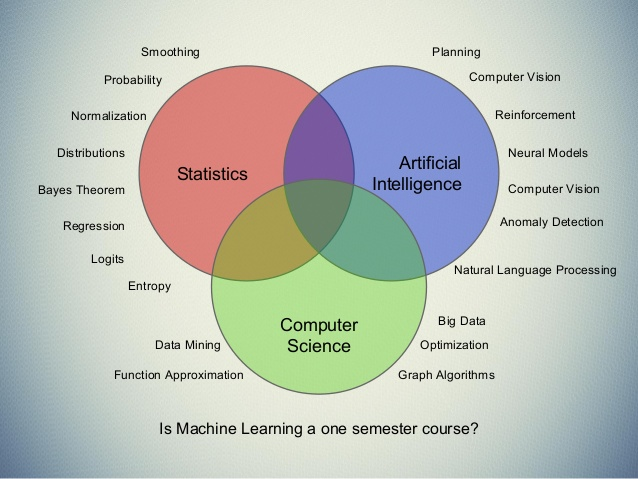 Smoothing
Planning
Probability
Computer Vision
Normalization
Reinforcement
Distributions
Neural Models
Statistics
Artificial
Intelligence
Bayes Theorem
Computer Vision
Regression
Anomaly Detection
Logits
Natural Language Processing
Entropy
Computer
Science
Big Data
Data Mining
Optimization
Function Approximation
Graph Algorithms
Is Machine Learning a one semester course?